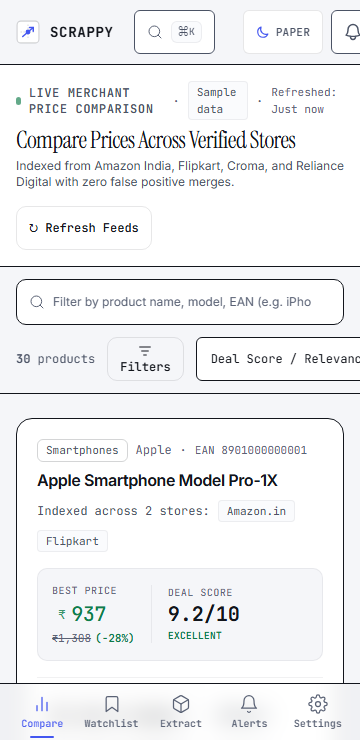 SCRAPPY
⌘K
PAPER
LIVE MERCHANT
PRICE COMPARISON
·
Sample
data
·
Refreshed:
Just now
Compare Prices Across Verified Stores
Indexed from Amazon India, Flipkart, Croma, and Reliance
Digital with zero false positive merges.
↻ Refresh Feeds
Filter by product name, model, EAN (e.g. iPho
30 products
Filters
Deal Score / Relevanc
Smartphones Apple · EAN 8901000000001
Apple Smartphone Model Pro-1X
Indexed across 2 stores: Amazon.in
Flipkart
BEST PRICE
₹ 937
₹1,308 (-28%)
DEAL SCORE
9.2/10
EXCELLENT
Compare Watchlist Extract Alerts Settings